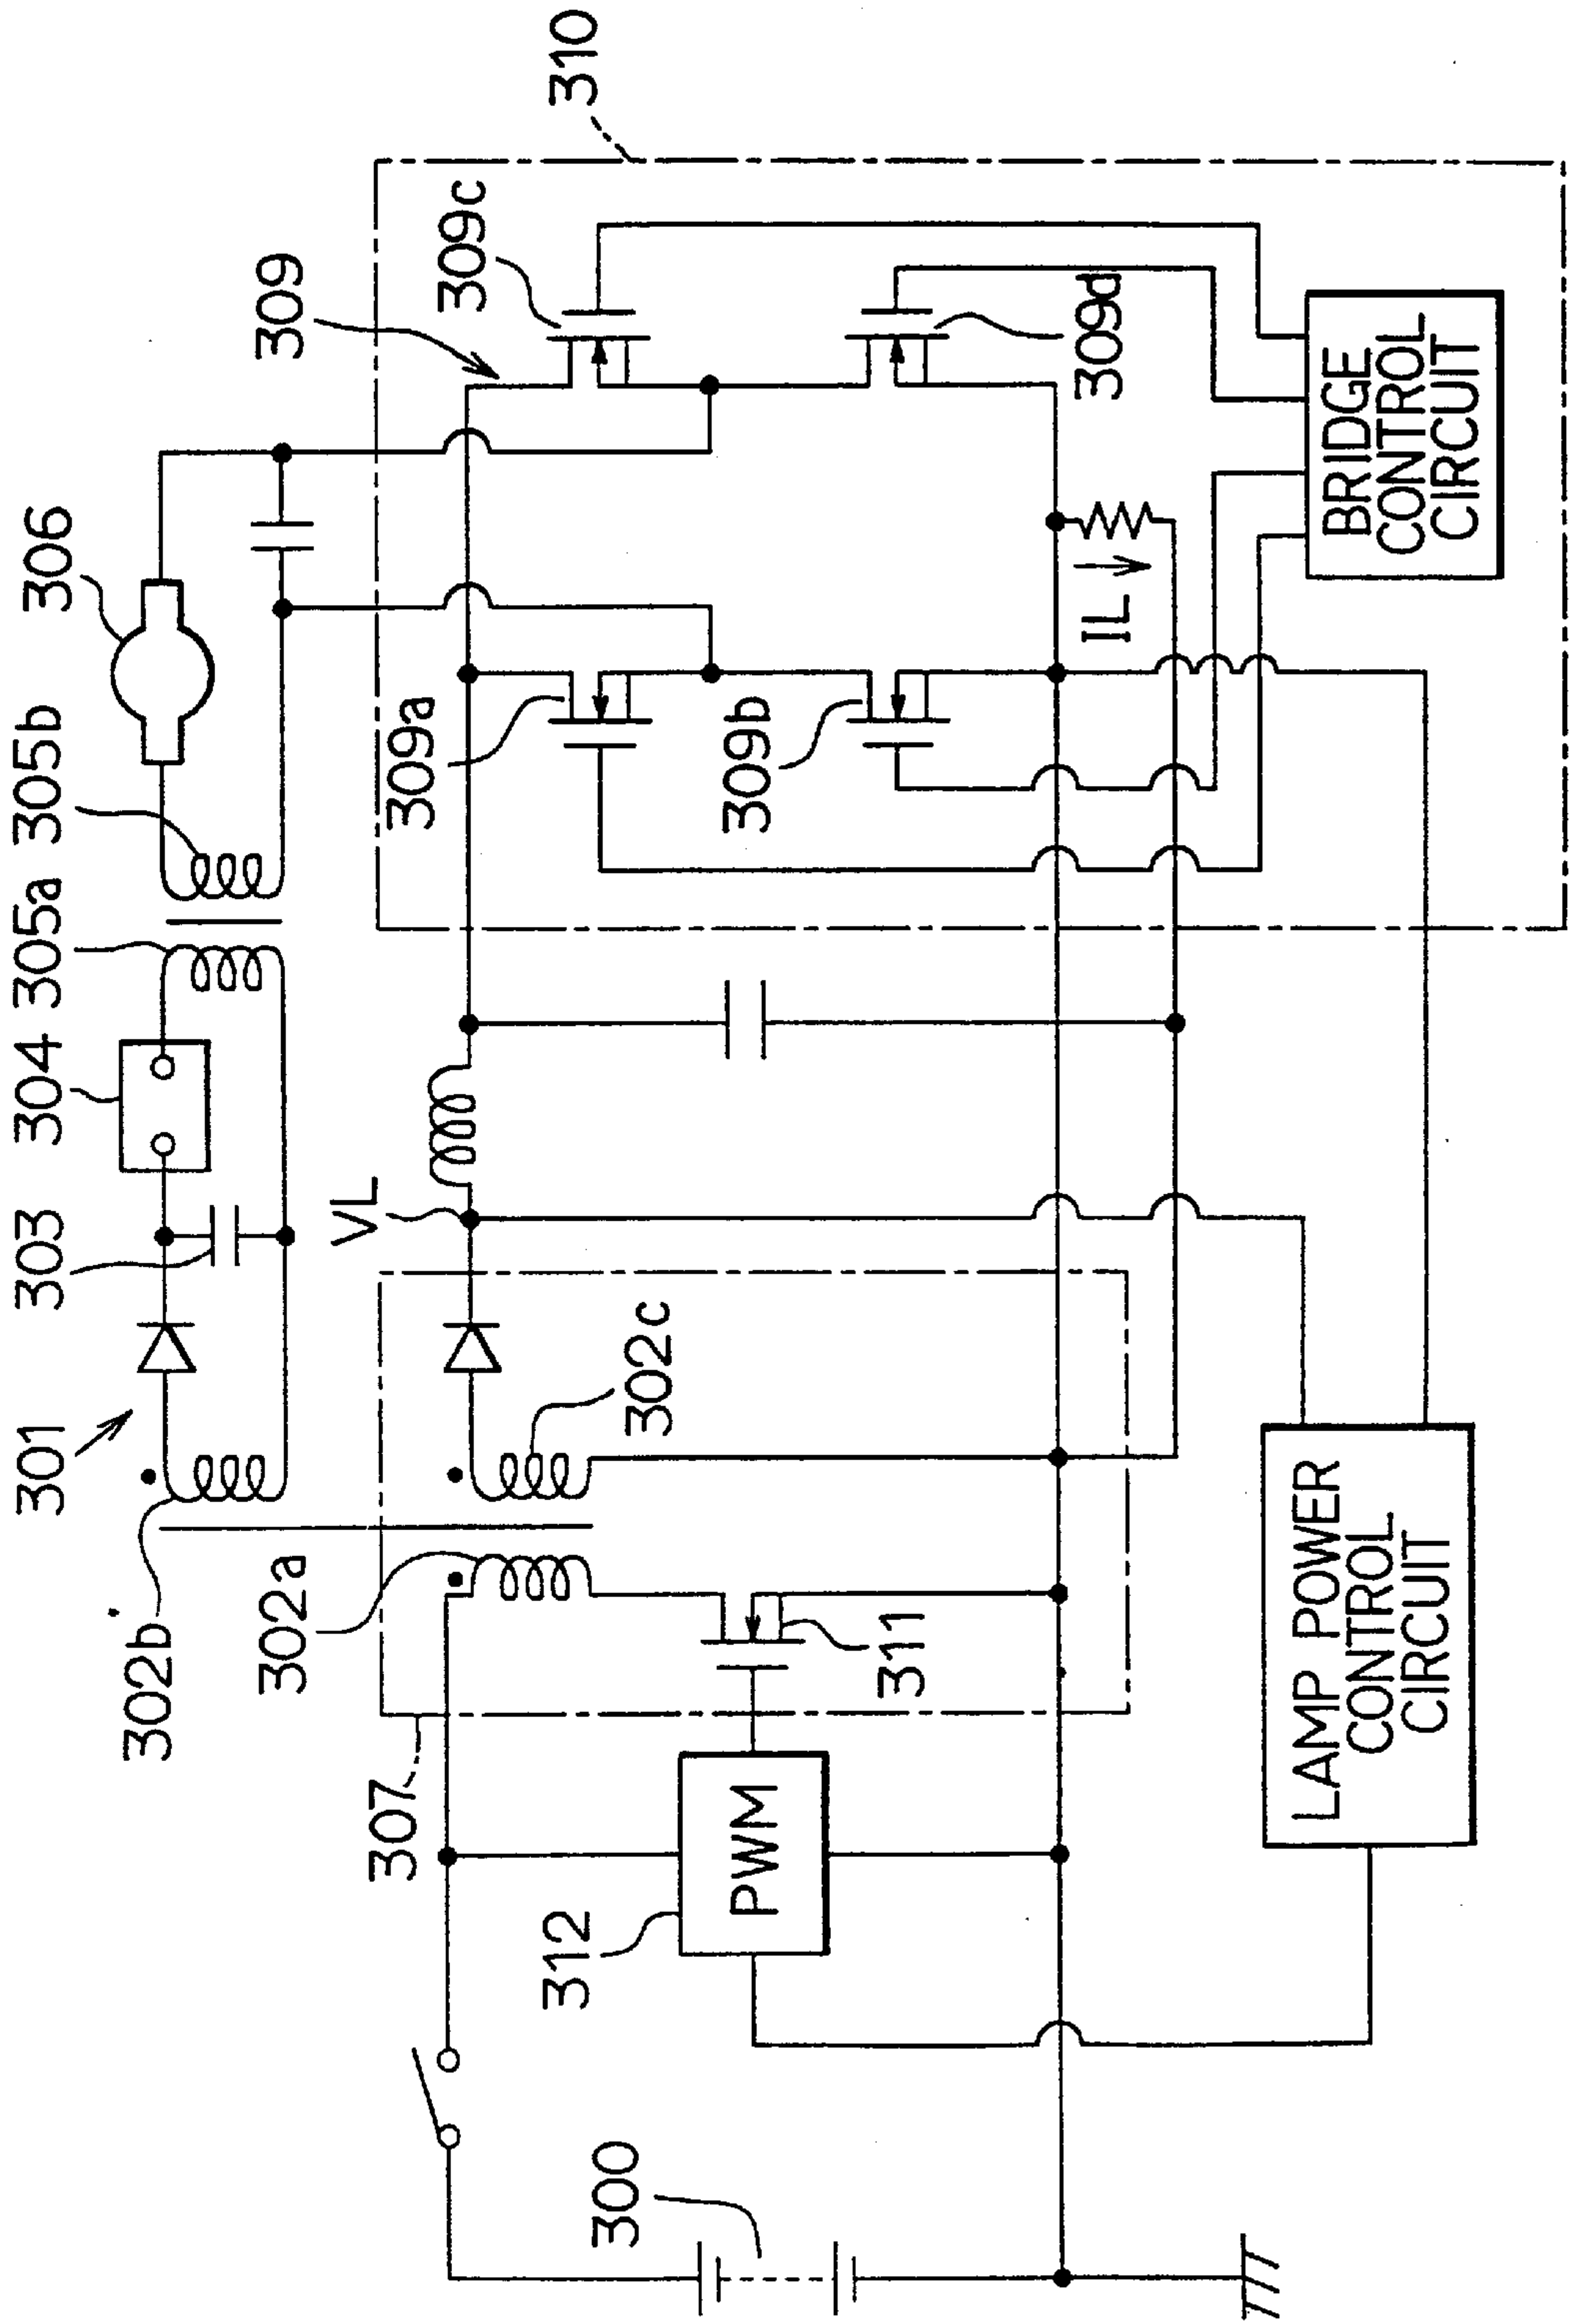 301
303
304
305a
305b
306
302b
302a
VL
309
310
307
302c
309a
309c
312
PWM
311
309b
309d
IL
300
LAMP POWER
CONTROL
CIRCUIT
BRIDGE
CONTROL
CIRCUIT